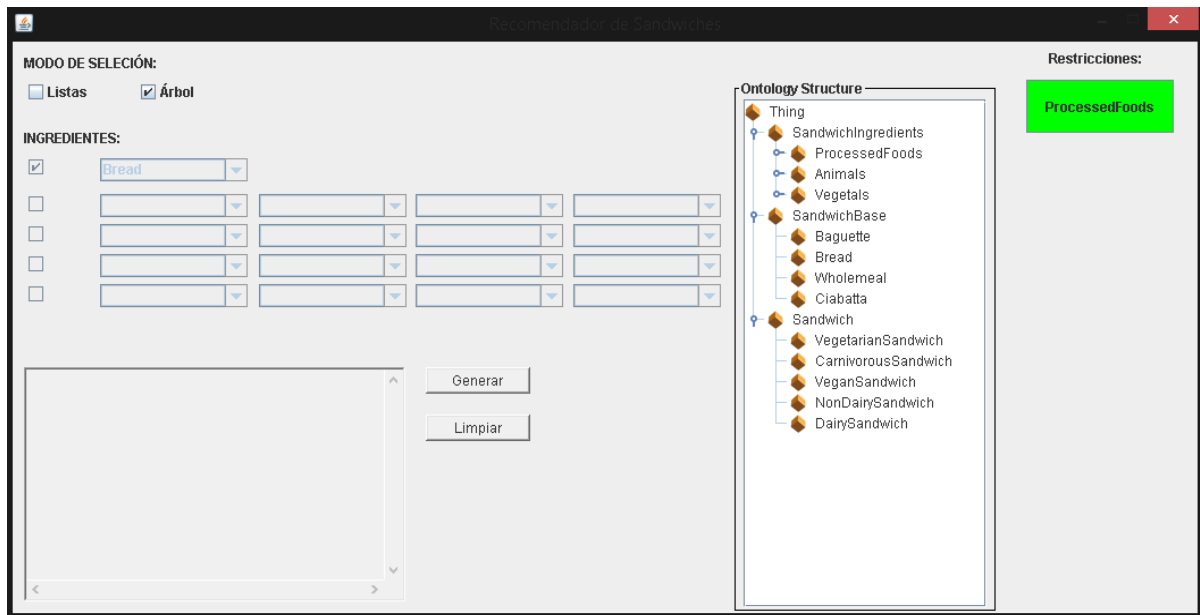 Recomendador de Sandwiches
MODO DE SELECIÓN:
Listas
Árbol
INGREDIENTES:
Bread
Generar
Limpiar
Ontology Structure
Thing
SandwichIngredients
ProcessedFoods
Animals
Vegetals
SandwichBase
Baguette
Bread
Wholemeal
Ciabatta
Sandwich
VegetarianSandwich
CarnivorousSandwich
VeganSandwich
NonDairySandwich
DairySandwich
Restricciones:
ProcessedFoods